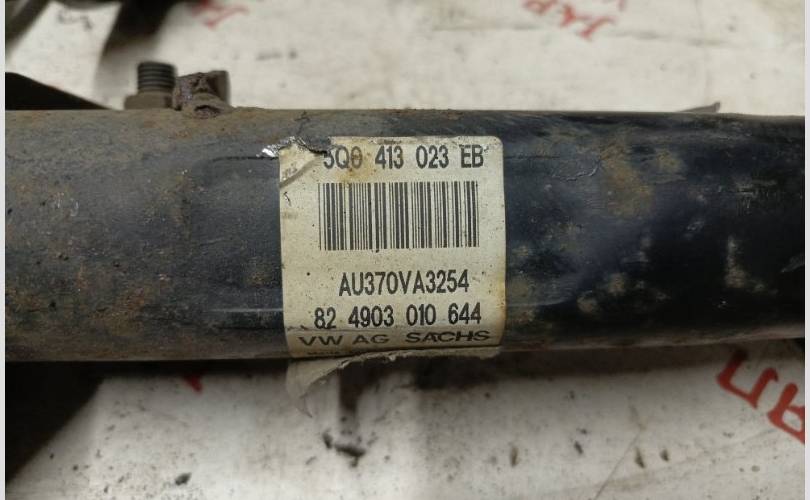 5Q0 413 023 EB
AU370VA3254
82 4903 010 644
VW AG SACHS